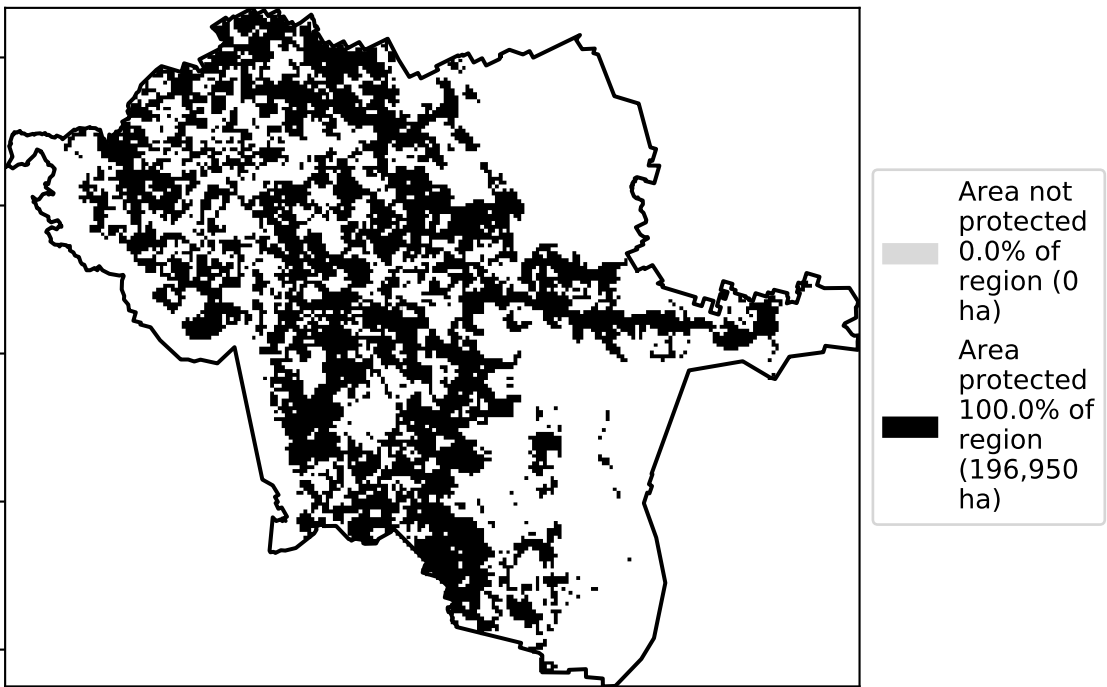 Area not
protected
0.0% of
region (0
ha)
Area
protected
100.0% of
region
(196,950
ha)